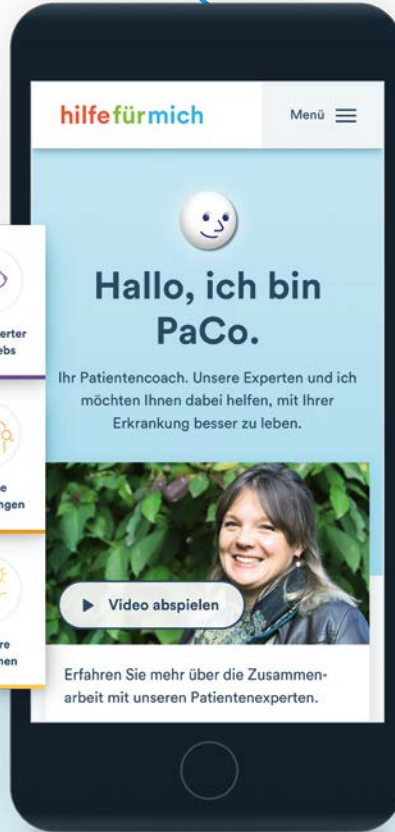 hilfefürmich
Menü
Hallo, ich bin
PaCo.
Ihr Patientencoach. Unsere Experten und ich
möchten Ihnen dabei helfen, mit Ihrer
Erkrankung besser zu leben.
Video abspielen
Erfahren Sie mehr über die Zusammen-
arbeit mit unseren Patientenexperten.